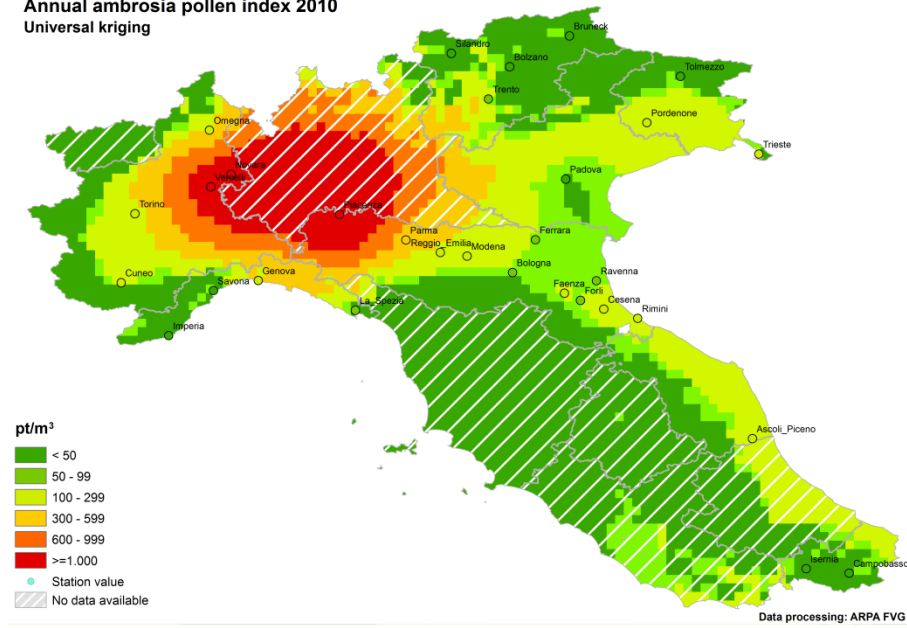 Annual ambrosia pollen index 2010
Universal kriging
Bruneck
Silandro
Bolzano
Tolmezzo
Trento
Pordenone
Omegna
Trieste
Novara
Padova
Vercelli
Torino
Piacenza
Parma
Ferrara
Reggio_Emilia
Modena
Bologna
Cuneo
Genova
Savona
Ravenna
Faenza
Forlì
Cesena
La_Spezia
Rimini
Imperia
Ascoli_Piceno
Isernia
Campobasso
pt/m³
< 50
50 - 99
100 - 299
300 - 599
600 - 999
>=1.000
Station value
No data available
Data processing: ARPA FVG